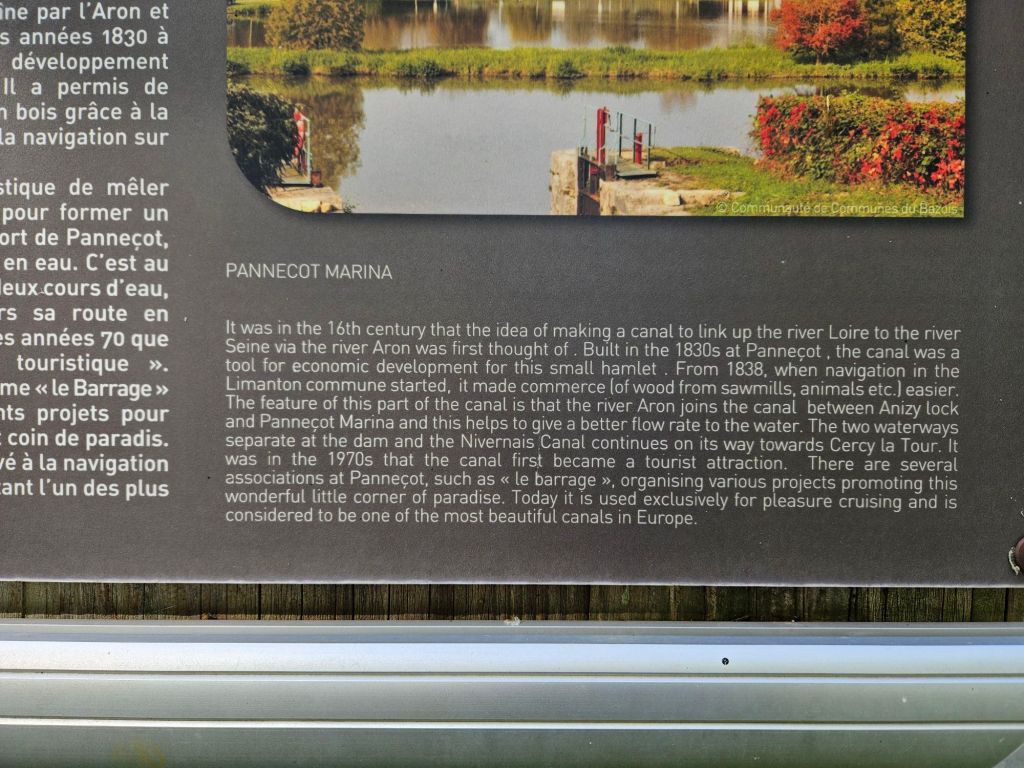 îne par l'Aron et
s années 1830 à
développement
Il a permis de
n bois grâce à la
la navigation sur
stique de mêler
pour former un
ort de Panneçot,
en eau. C'est au
deux cours d'eau,
rs sa route en
es années 70 que
touristique ».
me « le Barrage »
nts projets pour
t coin de paradis.
vé à la navigation
tant l'un des plus
© Communauté de Communes du Bazois
PANNECOT MARINA
It was in the 16th century that the idea of making a canal to link up the river Loire to the river
Seine via the river Aron was first thought of . Built in the 1830s at Panneçot , the canal was a
tool for economic development for this small hamlet . From 1838, when navigation in the
Limanton commune started, it made commerce (of wood from sawmills, animals etc.) easier.
The feature of this part of the canal is that the river Aron joins the canal between Anizy lock
and Panneçot Marina and this helps to give a better flow rate to the water. The two waterways
separate at the dam and the Nivernais Canal continues on its way towards Cercy la Tour. It
was in the 1970s that the canal first became a tourist attraction. There are several
associations at Panneçot, such as « le barrage », organising various projects promoting this
wonderful little corner of paradise. Today it is used exclusively for pleasure cruising and is
considered to be one of the most beautiful canals in Europe.